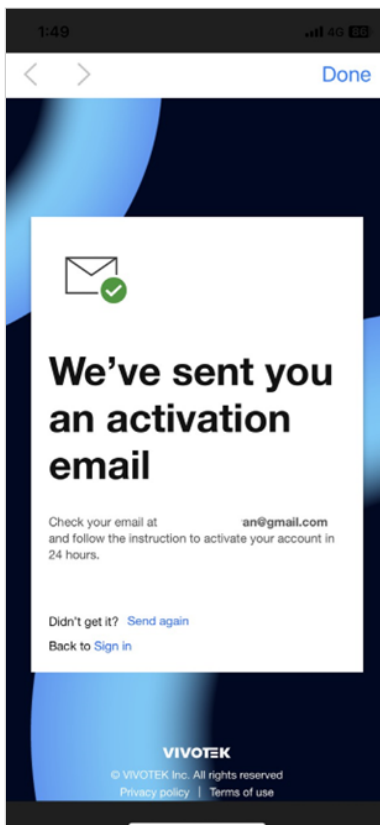 1:49
4G 86
Done
We've sent you
an activation
email
Check your email at an@gmail.com
and follow the instruction to activate your account in
24 hours.
Didn't get it? Send again
Back to Sign in
VIVOTEK
© VIVOTEK Inc. All rights reserved
Privacy policy | Terms of use